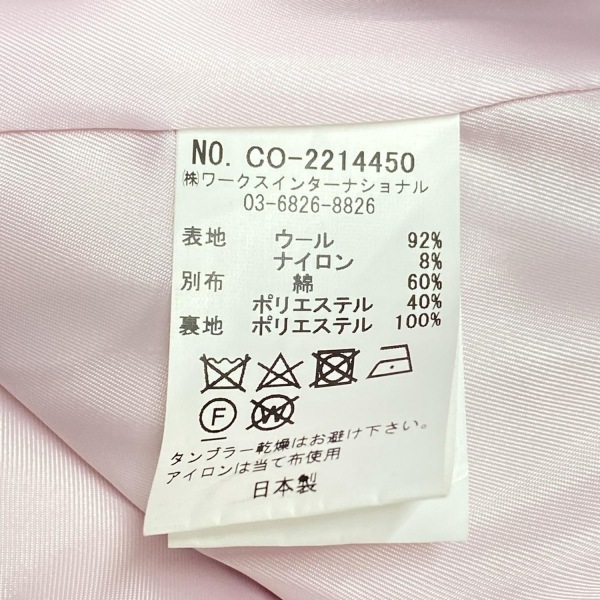 NO. CO-2214450
㈱ワークスインターナショナル
03-6826-8826
表地 ウール 92%
ナイロン 8%
別布 綿 60%
ポリエステル 40%
裏地 ポリエステル 100%
F W
タンブラー乾燥はお避け下さい。
アイロンは当て布使用
日本製